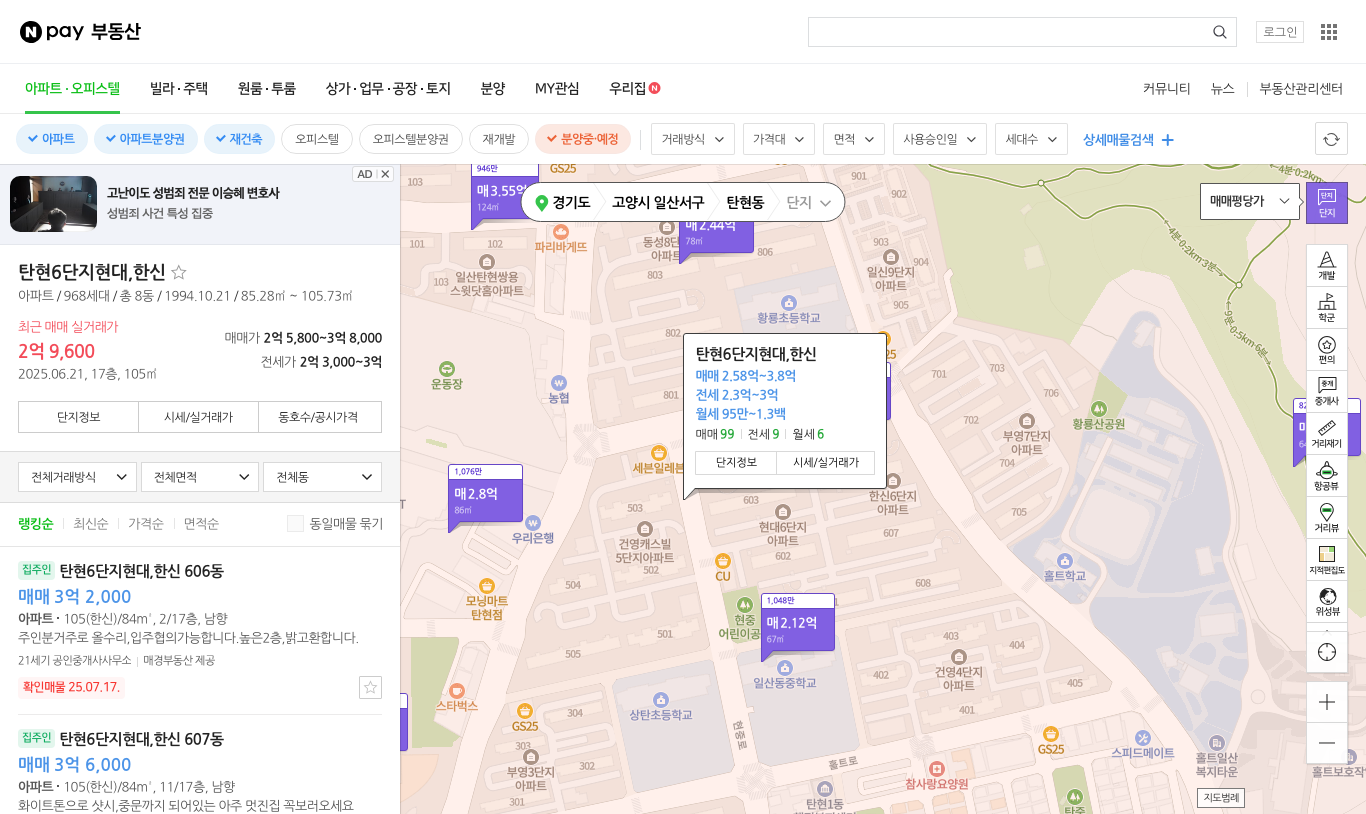 N pay 부동산
로그인
아파트·오피스텔 빌라·주택 원룸·투룸 상가·업무·공장·토지 분양 MY관심 우리집 N 커뮤니티 뉴스 부동산관리센터
아파트 아파트분양권 재건축 오피스텔 오피스텔분양권 재개발 분양중·예정 거래방식 가격대 면적 사용승인일 세대수 상세매물검색
AD
고난이도 성범죄 전문 이승혜 변호사
성범죄 사건 특성 집중
탄현6단지현대,한신
아파트 / 968세대 / 총 8동 / 1994.10.21 / 85.28㎡ ~ 105.73㎡
최근 매매 실거래가
2억 9,600
2025.06.21, 17층, 105㎡
매매가 2억 5,800~3억 8,000
전세가 2억 3,000~3억
단지정보 시세/실거래가 동호수/공시가격
전체거래방식 전체면적 전체동
랭킹순 최신순 가격순 면적순 동일매물 묶기
집주인 탄현6단지현대,한신 606동
매매 3억 2,000
아파트 · 105(한신)/84㎡, 2/17층, 남향
주인분거주로 올수리,입주협의가능합니다.높은2층,밝고환합니다.
21세기 공인중개사사무소 매경부동산 제공
확인매물 25.07.17.
집주인 탄현6단지현대,한신 607동
매매 3억 6,000
아파트 · 105(한신)/84㎡, 11/17층, 남향
화이트톤으로 샷시,중문까지 되어있는 아주 멋진집 꼭보러오세요
경기도 고양시 일산서구 탄현동 단지
매매평당가
단지
단지
개발
학군
편의
중개
중개사
거리재기
항공뷰
거리뷰
지적편집도
위성뷰
지도범례
946만
매 3.55억
124㎡
GS25
103
101
102
파리바게뜨
일산탄현쌍용
스윗닷홈아파트
103
매 2.44억
78㎡
동성8단지
아파트
803
804
806
901
902
903
일신9단지
아파트
904
905
황룡초등학교
4분 0.2km
4분 0.2km 3분
9분 0.5km 6분
탄현6단지현대,한신
매매 2.58억~3.8억
전세 2.3억~3억
월세 95만~1.3백
매매 99 전세 9 월세 6
단지정보 시세/실거래가
802
운동장
농협
세븐일레븐
1,076만
매 2.8억
86㎡
우리은행
503
건영캐스빌
5단지아파트
502
504
501
505
603
현대6단지
아파트
602
한신6단지
아파트
607
608
701
703
702
부영7단지
아파트
704
705
황룡산공원
홀트학교
CU
현중
어린이공원
1,048만
매 2.12억
67㎡
일산동중학교
모닝마트
탄현점
403
404
건영4단지
아파트
405
401
402
스타벅스
GS25
304
상탄초등학교
303
부영3단지
아파트
302
301
현중로
홀트로
참사랑요양원
탄현1동
GS25
스피드메이트
홀트일산
복지타운
탄중